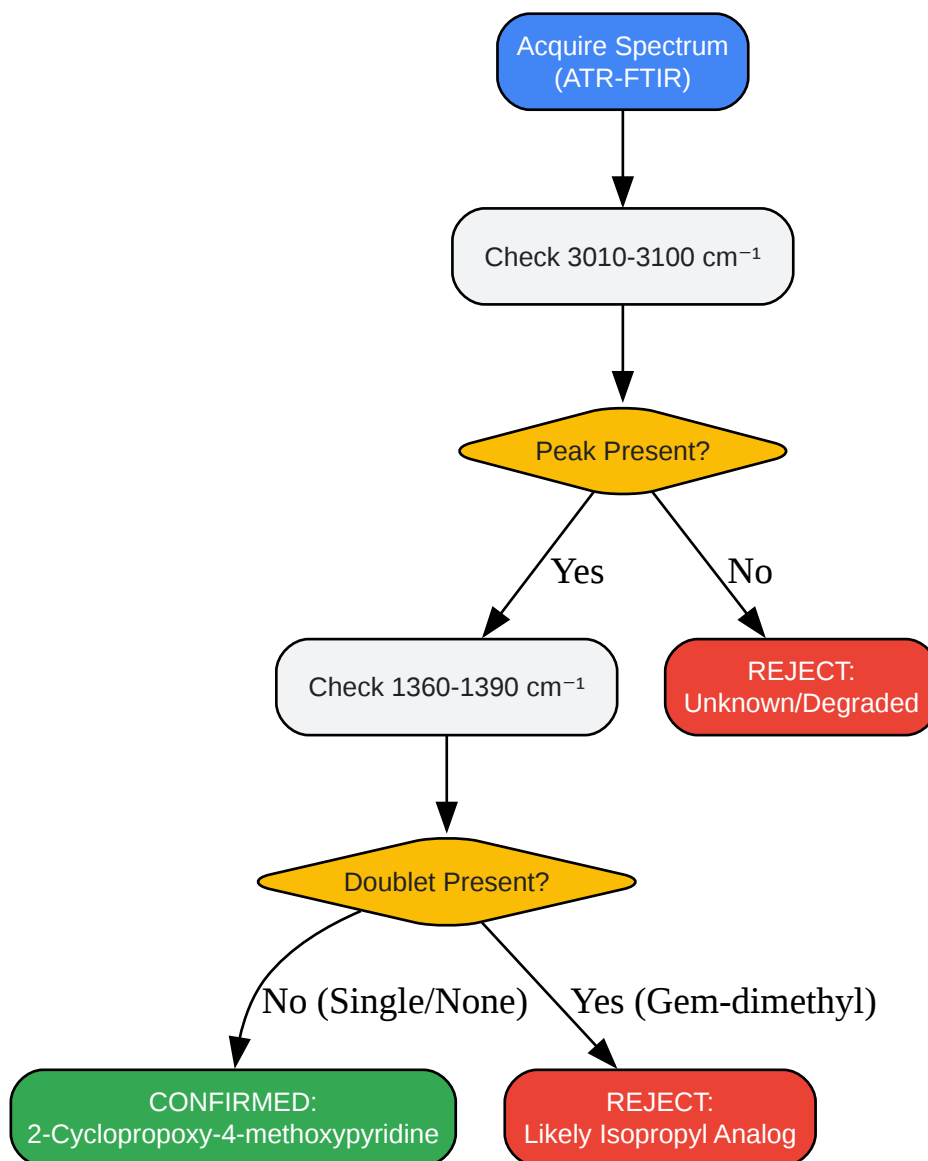 Acquire Spectrum
(ATR-FTIR)
Check 3010-3100 cm⁻¹
Peak Present?
Yes
No
Check 1360-1390 cm⁻¹
REJECT:
Unknown/Degraded
Doublet Present?
No (Single/None)
Yes (Gem-dimethyl)
CONFIRMED:
2-Cyclopropoxy-4-methoxypyridine
REJECT:
Likely Isopropyl Analog